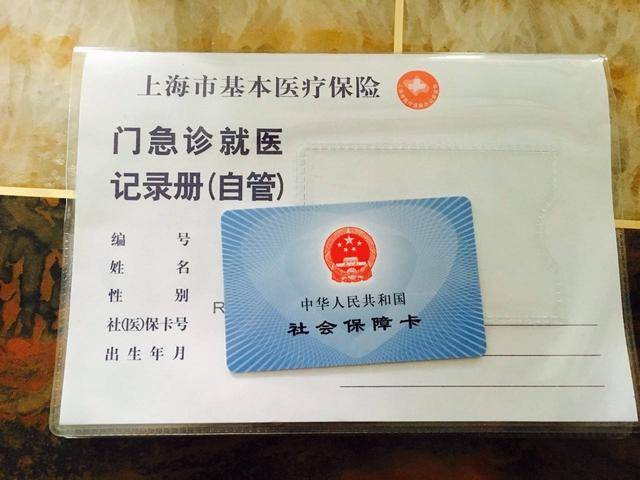 上海市基本医疗保险
门急诊就医
记录册(自管)
编 号
姓 名
性 别
R
社(医)保卡号
出生年月
中华人民共和国
社会保障卡